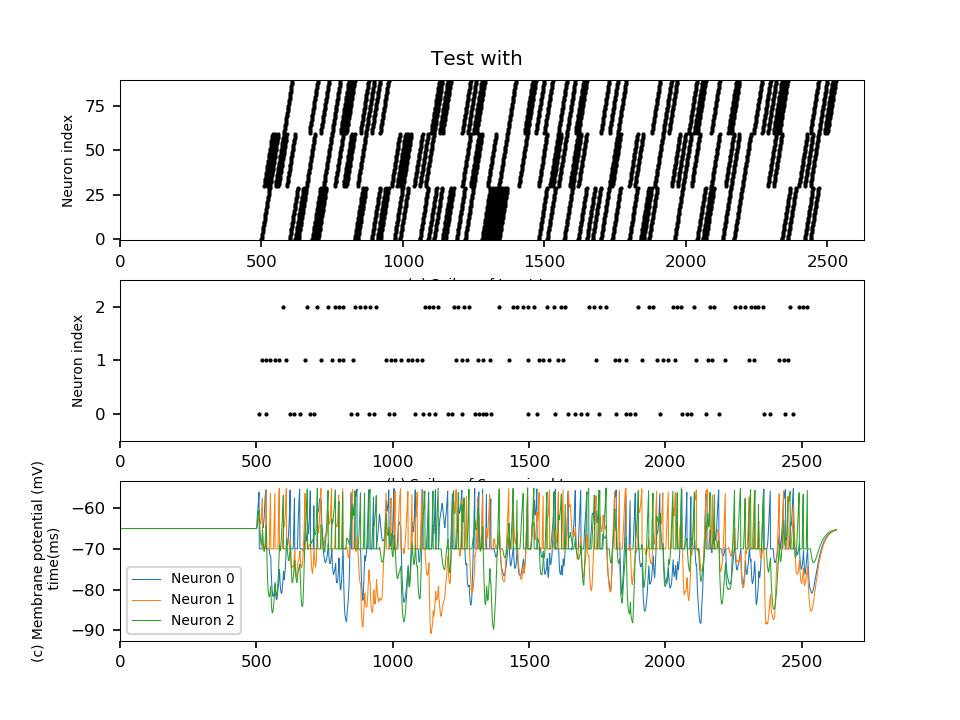 Test with
Neuron index
75
50
25
0
0 500 1000 1500 2000 2500
Neuron index
2
1
0
0 500 1000 1500 2000 2500
(c) Membrane potential (mV)
time(ms)
−60
−70
−80
−90
Neuron 0
Neuron 1
Neuron 2
0 500 1000 1500 2000 2500